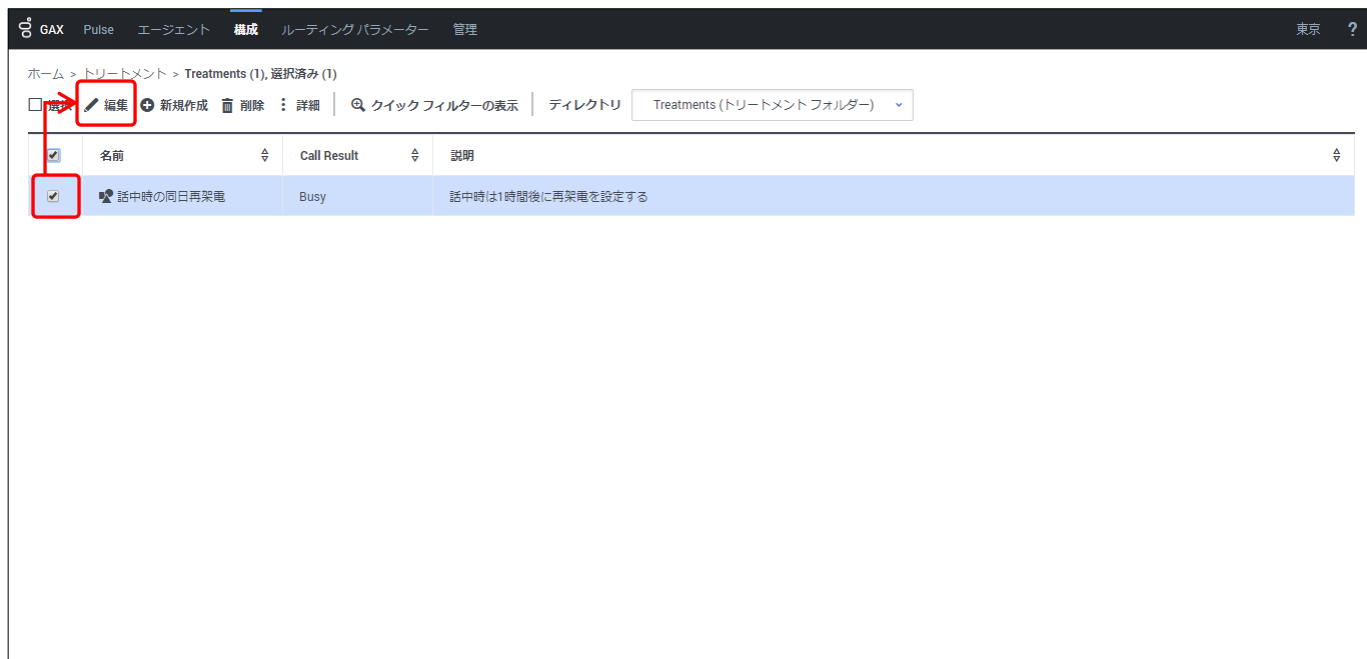 GAX Pulse エージェント 構成 ルーティング パラメーター 管理 東京 ?
ホーム > トリートメント > Treatments (1), 選択済み (1)
選択 編集 新規作成 削除 詳細 クイック フィルターの表示 ディレクトリ Treatments (トリートメント フォルダー)
名前 Call Result 説明
話中時の同日再架電 Busy 話中時は1時間後に再架電を設定する